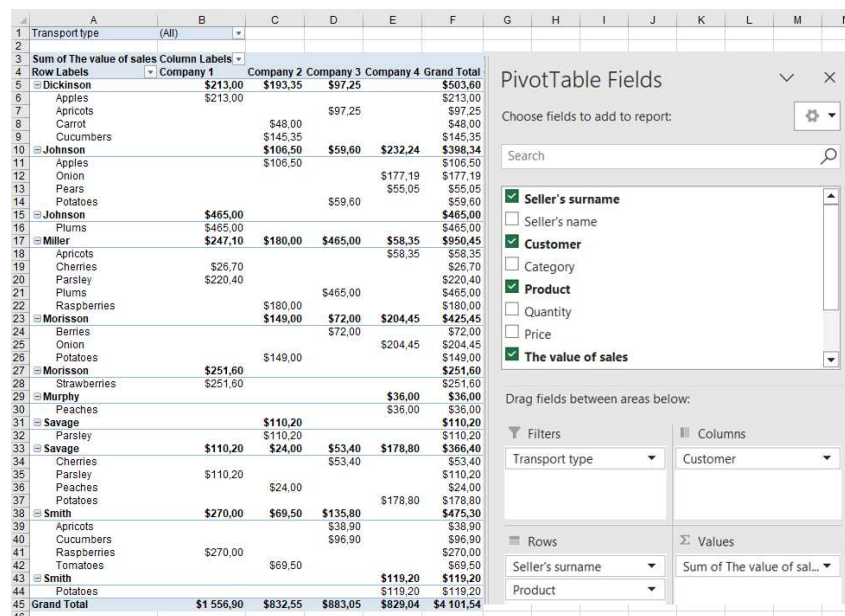 A B C D E F G H I J K L M
1 Transport type (All)
2
3 Sum of The value of sales Column Labels
4 Row Labels Company 1 Company 2 Company 3 Company 4 Grand Total
5 Dickinson $213,00 $193,35 $97,25 $503,60
6 Apples $213,00 $213,00
7 Apricots $97,25 $97,25
8 Carrot $48,00 $48,00
9 Cucumbers $145,35 $145,35
10 Johnson $106,50 $59,60 $232,24 $398,34
11 Apples $106,50 $106,50
12 Onion $177,19 $177,19
13 Pears $55,05 $55,05
14 Potatoes $59,60 $59,60
15 Johnson $465,00 $465,00
16 Plums $465,00 $465,00
17 Miller $247,10 $180,00 $465,00 $58,35 $950,45
18 Apricots $58,35 $58,35
19 Cherries $26,70 $26,70
20 Parsley $220,40 $220,40
21 Plums $465,00 $465,00
22 Raspberries $180,00 $180,00
23 Morisson $149,00 $72,00 $204,45 $425,45
24 Berries $72,00 $72,00
25 Onion $204,45 $204,45
26 Potatoes $149,00 $149,00
27 Morisson $251,60 $251,60
28 Strawberries $251,60 $251,60
29 Murphy $36,00 $36,00
30 Peaches $36,00 $36,00
31 Savage $110,20 $110,20
32 Parsley $110,20 $110,20
33 Savage $110,20 $24,00 $53,40 $178,80 $366,40
34 Cherries $53,40 $53,40
35 Parsley $110,20 $110,20
36 Peaches $24,00 $24,00
37 Potatoes $178,80 $178,80
38 Smith $270,00 $69,50 $135,80 $475,30
39 Apricots $38,90 $38,90
40 Cucumbers $96,90 $96,90
41 Raspberries $270,00 $270,00
42 Tomatoes $69,50 $69,50
43 Smith $119,20 $119,20
44 Potatoes $119,20 $119,20
45 Grand Total $1 556,90 $832,55 $883,05 $829,04 $4 101,54
PivotTable Fields
Choose fields to add to report:
Search
Seller's surname
Seller's name
Customer
Category
Product
Quantity
Price
The value of sales
Drag fields between areas below:
Filters Columns
Transport type Customer
Rows Σ Values
Seller's surname Sum of The value of sal...
Product